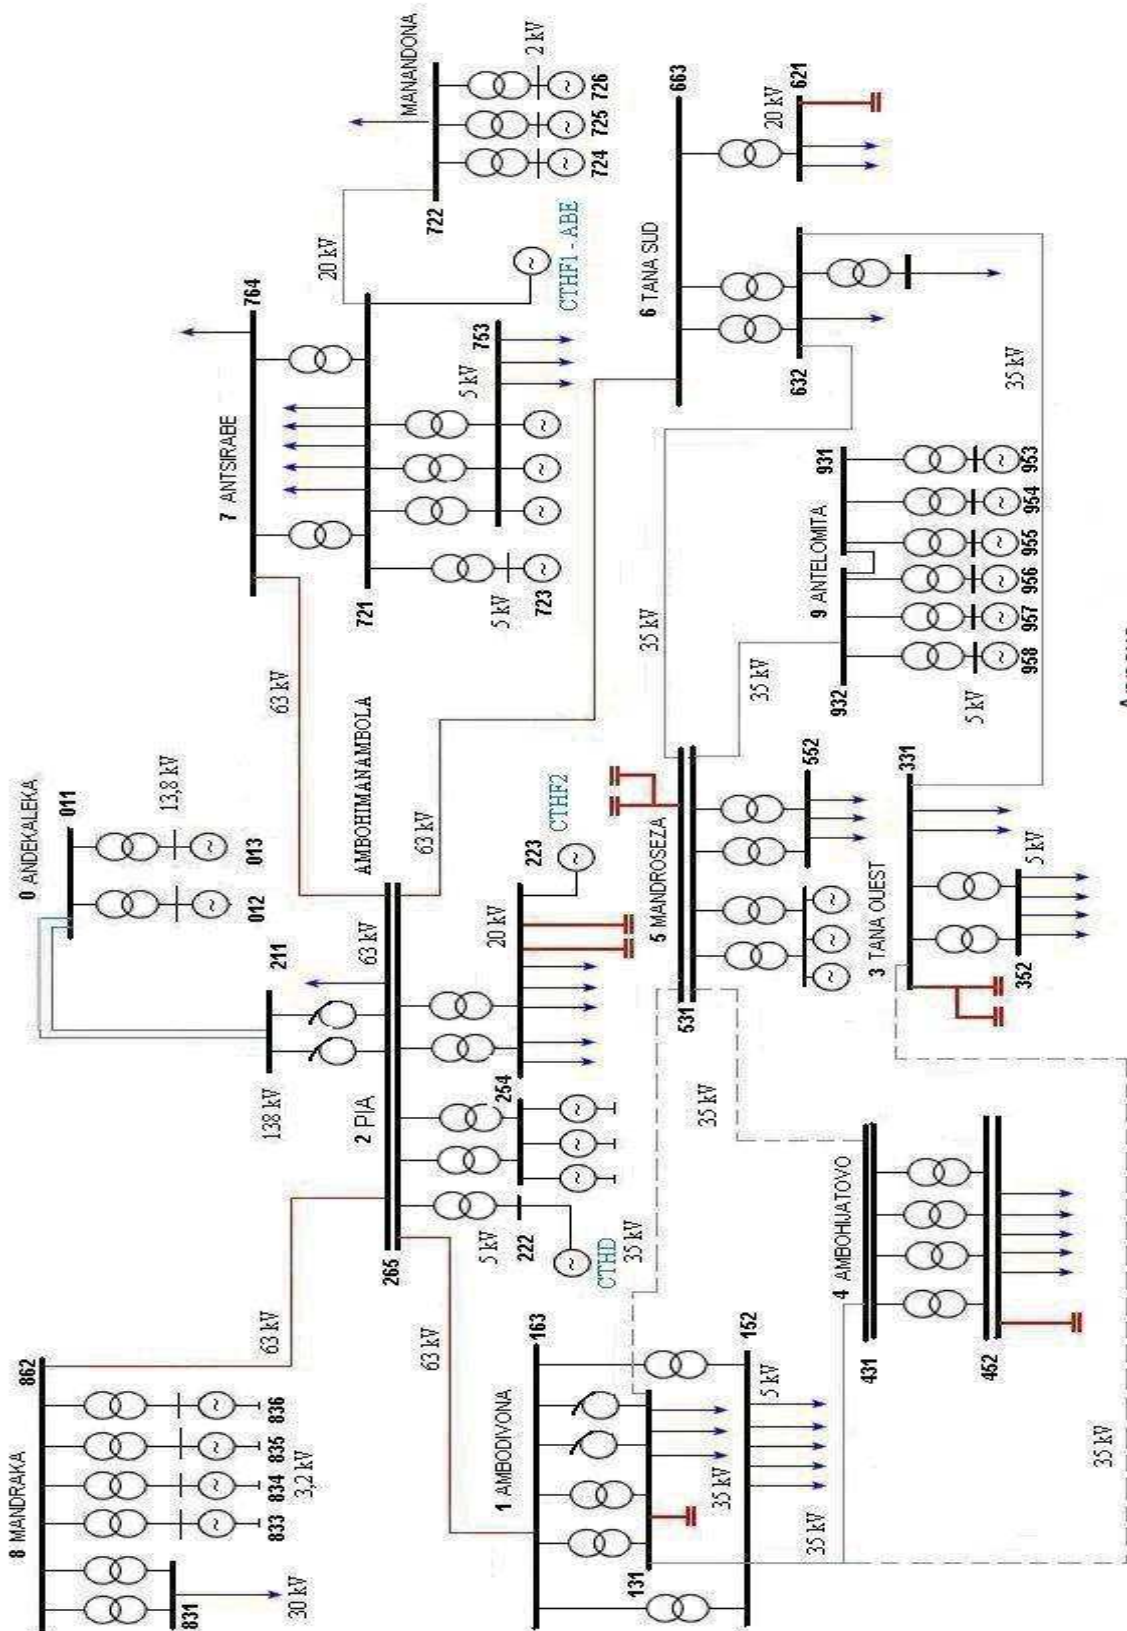 0 ANDEKALEKA
011
13,8 kV
012
013
211
138 kV
8 MANDRAKA
862
836
835
834
833
3,2 kV
831
30 kV
63 kV
7 ANTSIRABE
764
63 kV
721
5 kV
723
5 kV
753
20 kV
CTHF1 - ABE
MANANDONA
722
2 kV
724
725
726
AMBOHIMANAMBOLA
63 kV
63 kV
2 PIA
265
5 kV
222
CTHD
254
20 kV
223
CTHF2
63 kV
1 AMBODIVONA
163
131
35 kV
152
5 kV
35 kV
35 kV
6 TANA SUD
663
632
621
20 kV
35 kV
35 kV
35 kV
5 MANDROSEZA
531
552
35 kV
9 ANTELOMITA
932
931
5 kV
958
957
956
955
954
953
3 TANA OUEST
331
352
5 kV
4 AMBOHIJATOVO
431
452
35 kV